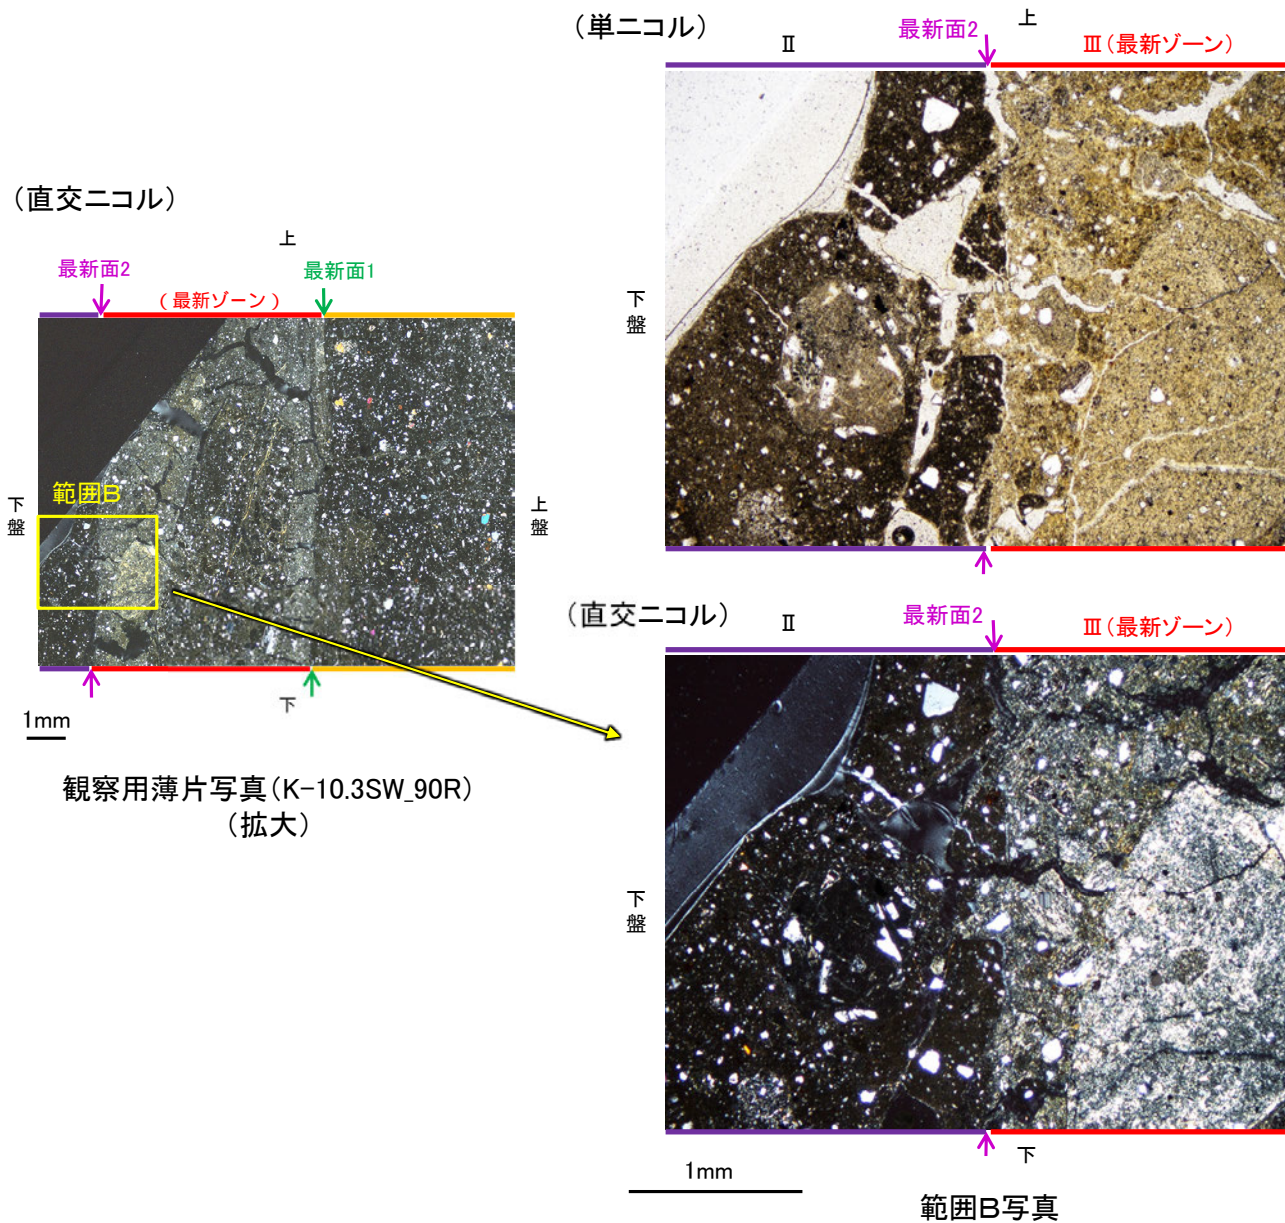 (直交ニコル)
上
最新面2
(最新ゾーン)
最新面1
下盤
範囲B
上盤
下
1mm
観察用薄片写真(K-10.3SW_90R)
(拡大)
(単ニコル)
Ⅱ
最新面2
上
Ⅲ(最新ゾーン)
下盤
(直交ニコル)
Ⅱ
最新面2
Ⅲ(最新ゾーン)
下盤
下
1mm
範囲B写真